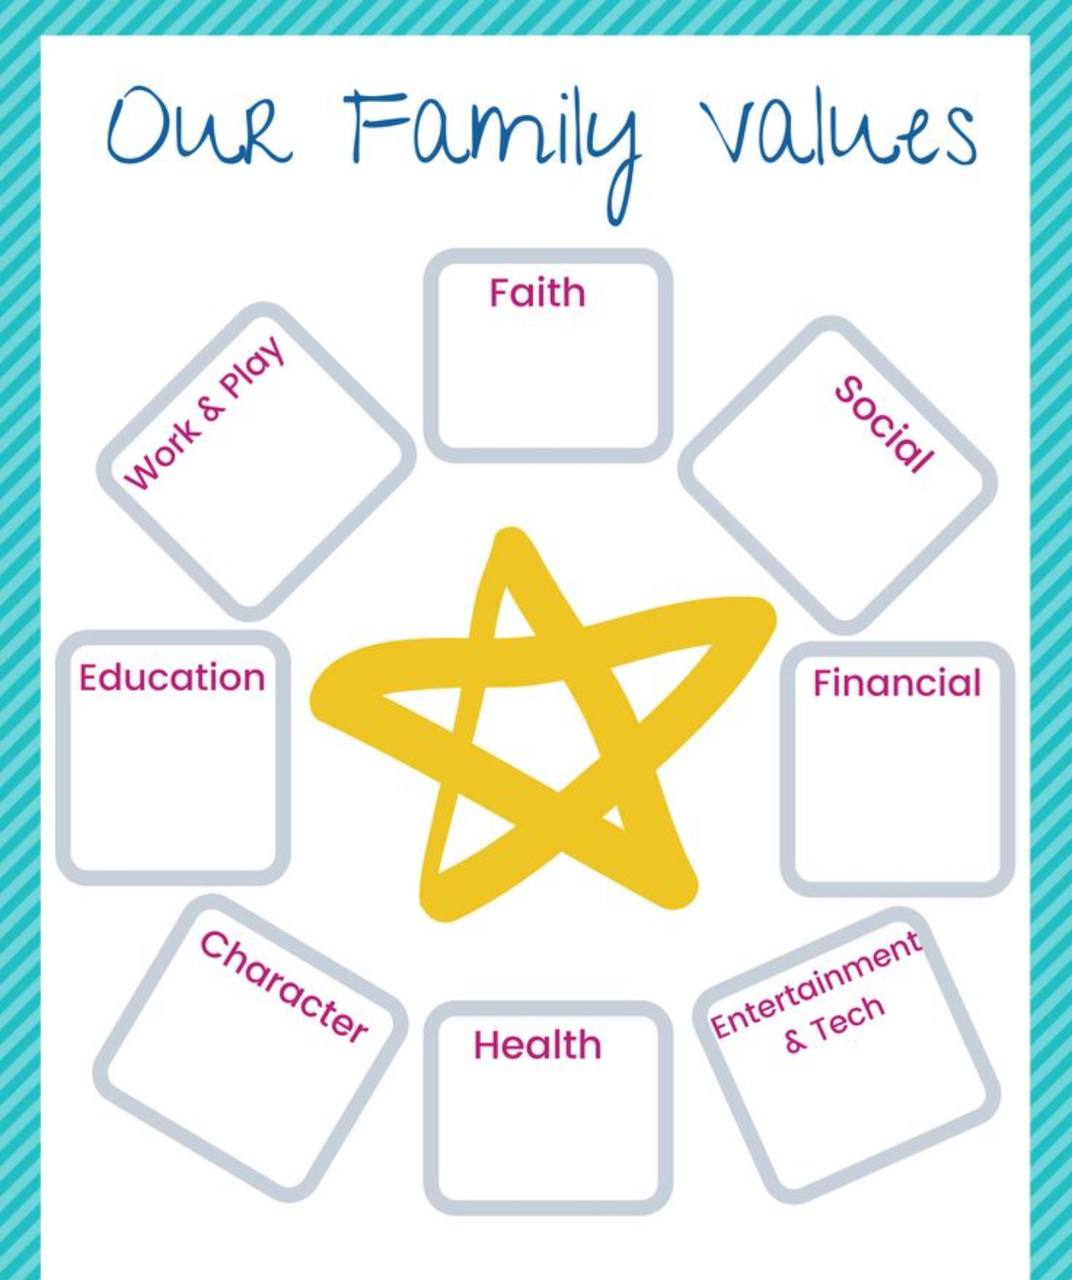 Our Family values
Faith
Work & Play
Social
Education
Financial
Character
Health
Entertainment
& Tech